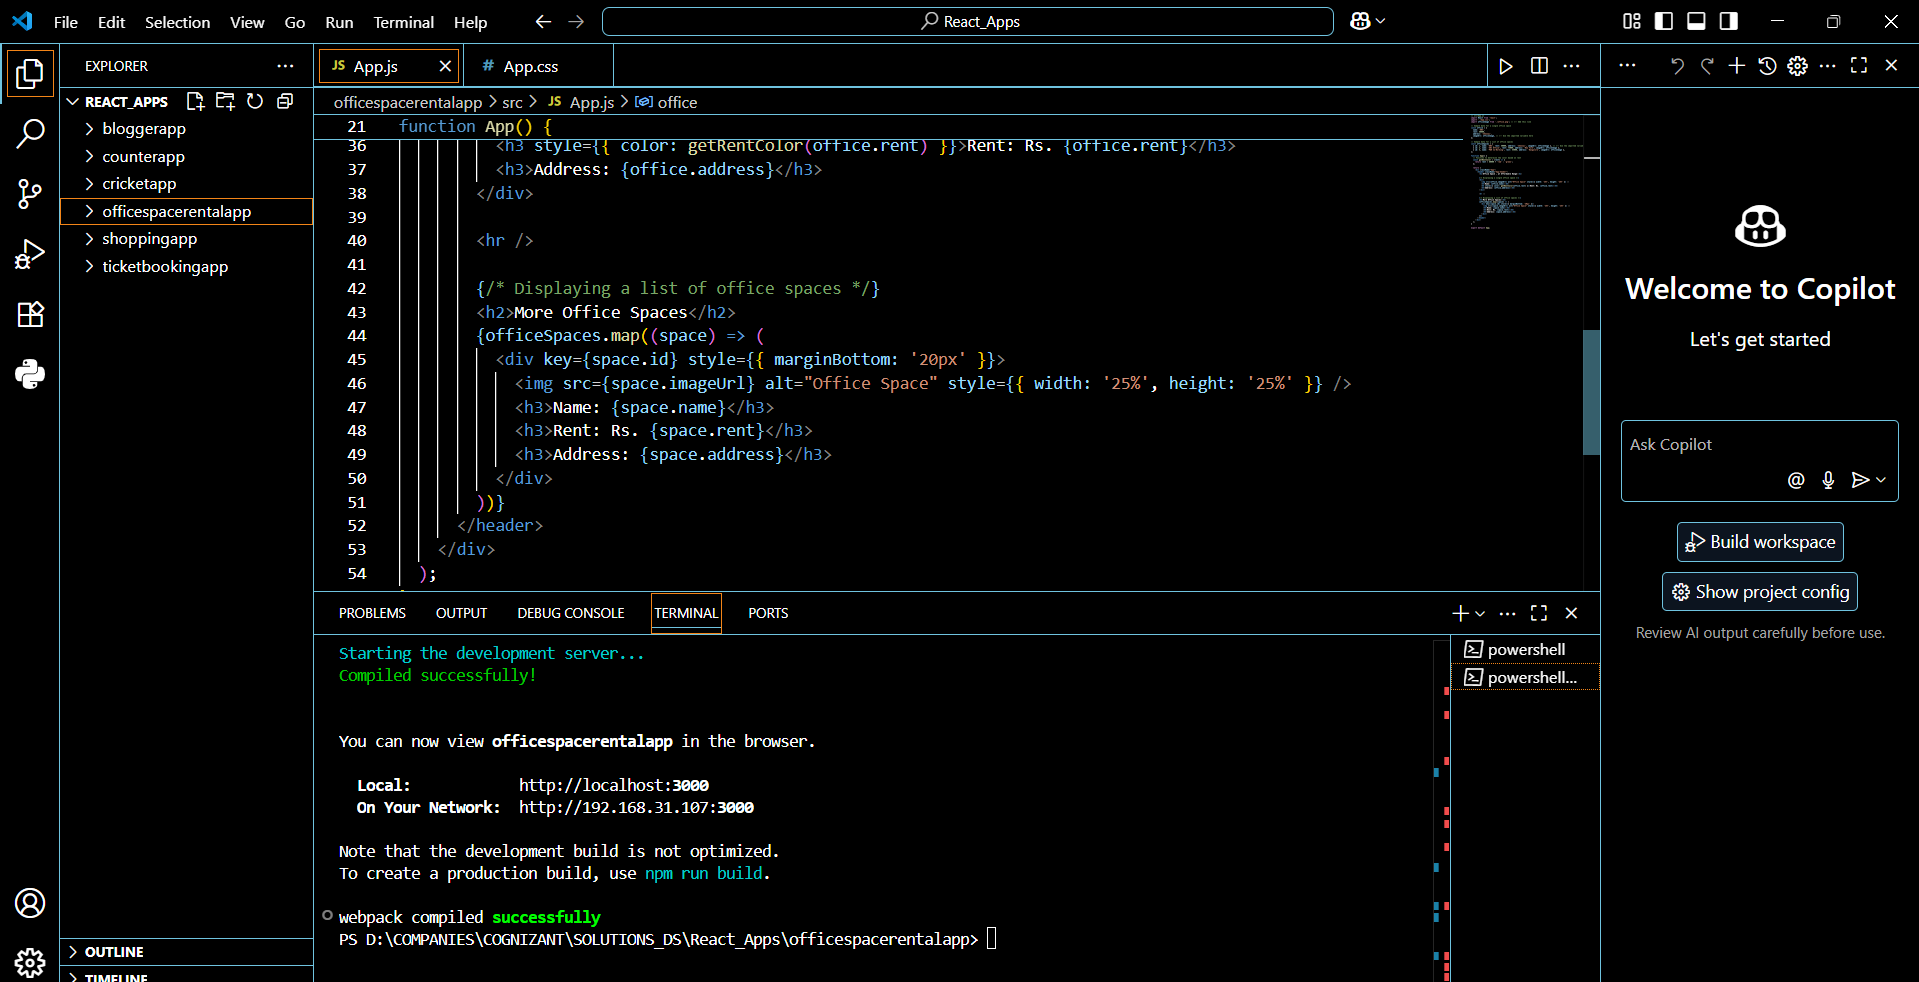 File Edit Selection View Go Run Terminal Help
React_Apps
EXPLORER
REACT_APPS
bloggerapp
counterapp
cricketapp
officespacerentalapp
shoppingapp
ticketbookingapp
OUTLINE
TIMELINE
JS App.js
# App.css
officespacerentalapp > src > JS App.js > office
21 function App() {
36 <h3 style={{ color: getRentColor(office.rent) }}>Rent: Rs. {office.rent}</h3>
37 <h3>Address: {office.address}</h3>
38 </div>
39
40 <hr />
41
42 {/* Displaying a list of office spaces */}
43 <h2>More Office Spaces</h2>
44 {officeSpaces.map((space) => (
45 <div key={space.id} style={{ marginBottom: '20px' }}>
46 <img src={space.imageUrl} alt="Office Space" style={{ width: '25%', height: '25%' }} />
47 <h3>Name: {space.name}</h3>
48 <h3>Rent: Rs. {space.rent}</h3>
49 <h3>Address: {space.address}</h3>
50 </div>
51 ))}
52 </header>
53 </div>
54 );
PROBLEMS OUTPUT DEBUG CONSOLE TERMINAL PORTS
Starting the development server...
Compiled successfully!
You can now view officespacerentalapp in the browser.
Local: http://localhost:3000
On Your Network: http://192.168.31.107:3000
Note that the development build is not optimized.
To create a production build, use npm run build.
webpack compiled successfully
PS D:\COMPANIES\COGNIZANT\SOLUTIONS_DS\React_Apps\officespacerentalapp>
powershell
powershell...
Welcome to Copilot
Let's get started
Ask Copilot
@
Build workspace
Show project config
Review AI output carefully before use.